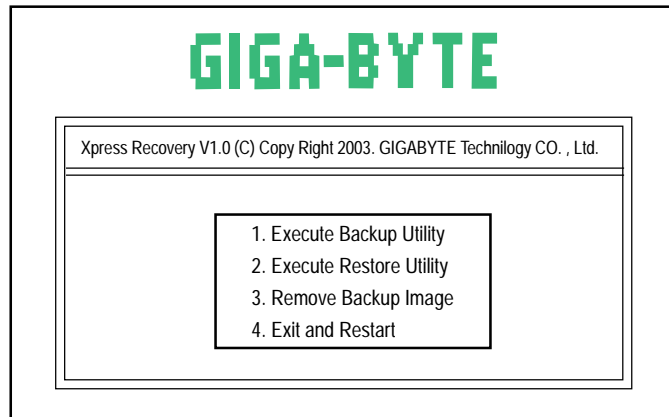 GIGA-BYTE
Xpress Recovery V1.0 (C) Copy Right 2003. GIGABYTE Technilogy CO. , Ltd.
1. Execute Backup Utility
2. Execute Restore Utility
3. Remove Backup Image
4. Exit and Restart